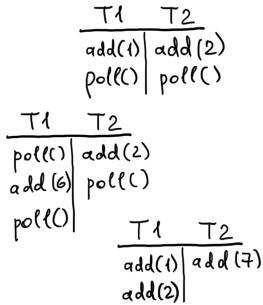 T1 T2
add(1) add(2)
poll() poll()
T1 T2
poll() add(2)
add(6) poll()
poll()
T1 T2
add(1) add(7)
add(2)